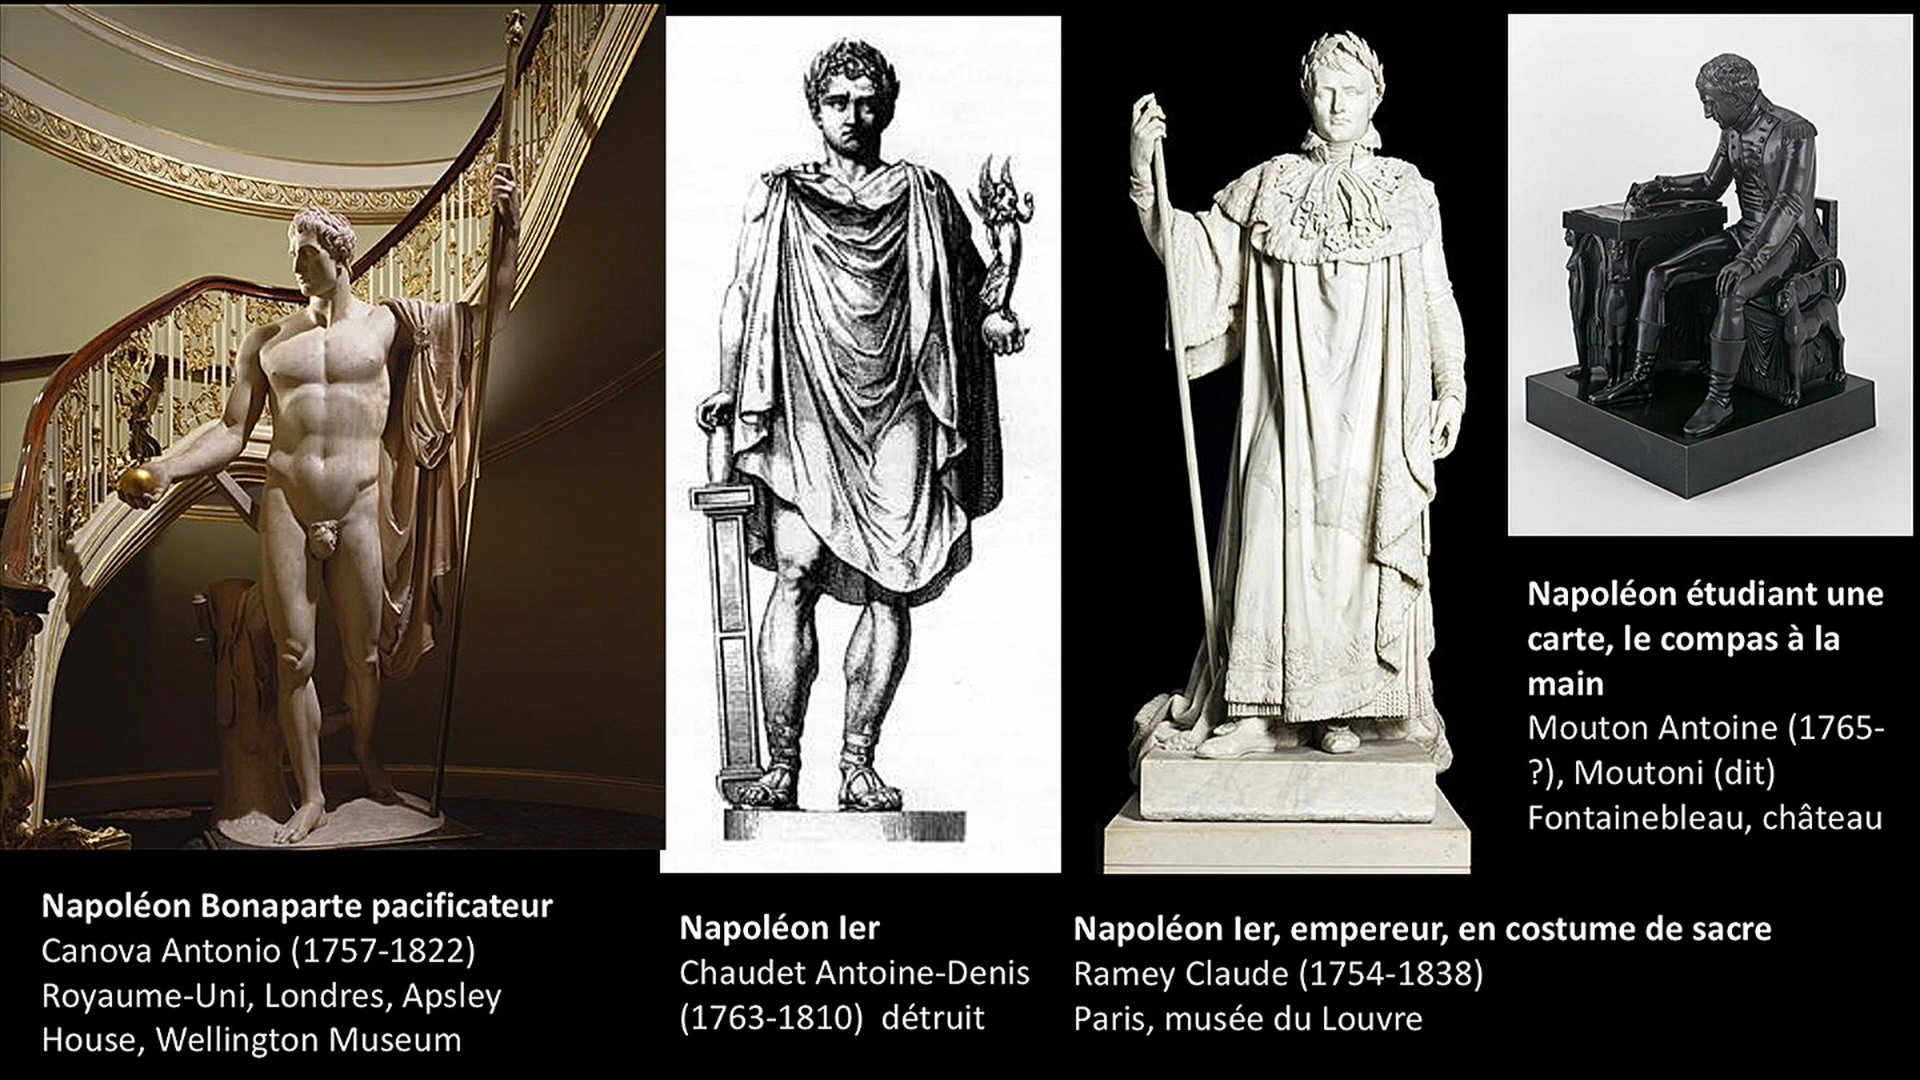 Napoléon Bonaparte pacificateur
Canova Antonio (1757-1822)
Royaume-Uni, Londres, Apsley
House, Wellington Museum
Napoléon Ier
Chaudet Antoine-Denis
(1763-1810)  détruit
Napoléon Ier, empereur, en costume de sacre
Ramey Claude (1754-1838)
Paris, musée du Louvre
Napoléon étudiant une
carte, le compas à la
main
Mouton Antoine (1765-
?), Moutoni (dit)
Fontainebleau, château